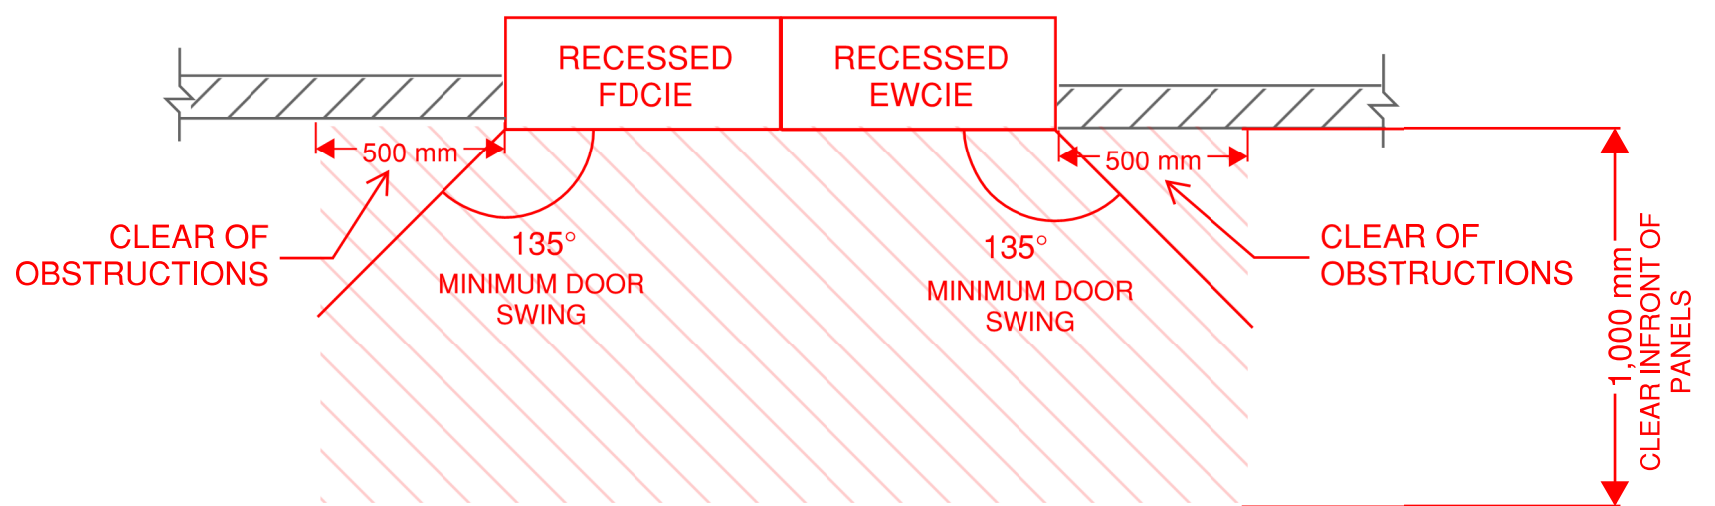 RECESSED
FDCIE
RECESSED
EWCIE
500 mm
500 mm
CLEAR OF
OBSTRUCTIONS
135°
MINIMUM DOOR
SWING
135°
MINIMUM DOOR
SWING
CLEAR OF
OBSTRUCTIONS
1,000 mm
CLEAR INFRONT OF
PANELS